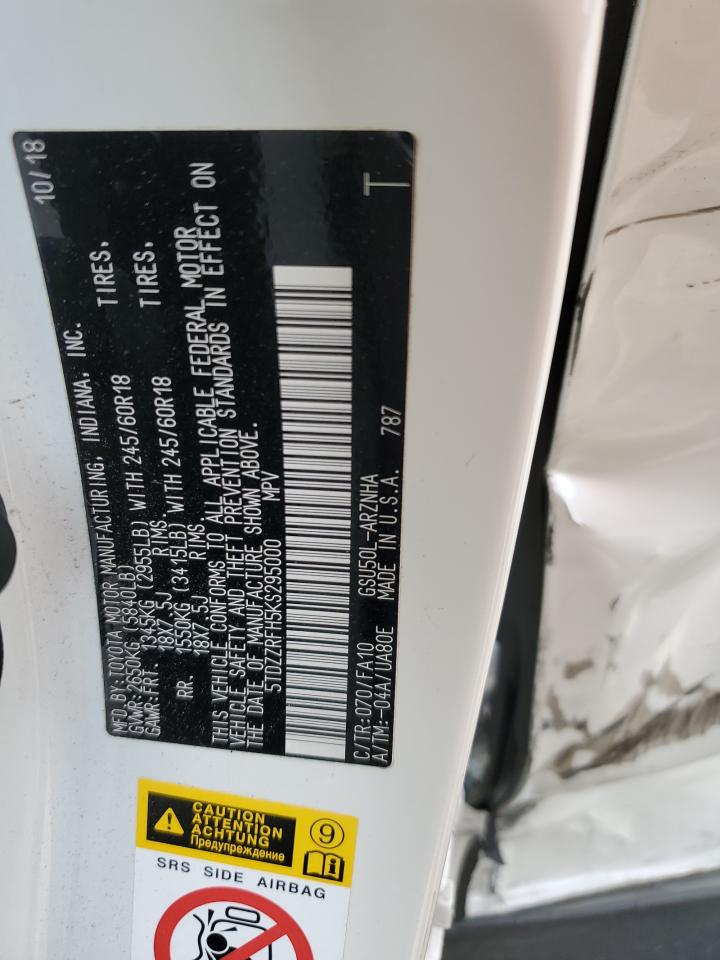 MFD.BY:TOYOTA MOTOR MANUFACTURING, INDIANA, INC. 10/18
GVWR:2650KG (5840LB)
GAWR:FRT. 1345KG (2955LB) WITH 245/60R18 TIRES.
18X7.5J RIMS.
RR. 1550KG (3415LB) WITH 245/60R18 TIRES.
18X7.5J RIMS.
THIS VEHICLE CONFORMS TO ALL APPLICABLE FEDERAL MOTOR
VEHICLE SAFETY AND THEFT PREVENTION STANDARDS IN EFFECT ON
THE DATE OF MANUFACTURE SHOWN ABOVE.
5TDZZRFH5KS295000 MPV
C/TR:070/FA10 GSU50L-ARZNHA
A/TM:-04A/UA80E MADE IN U.S.A. 787 T
CAUTION
ATTENTION
ACHTUNG
Предупреждение
9
i
SRS SIDE AIRBAG